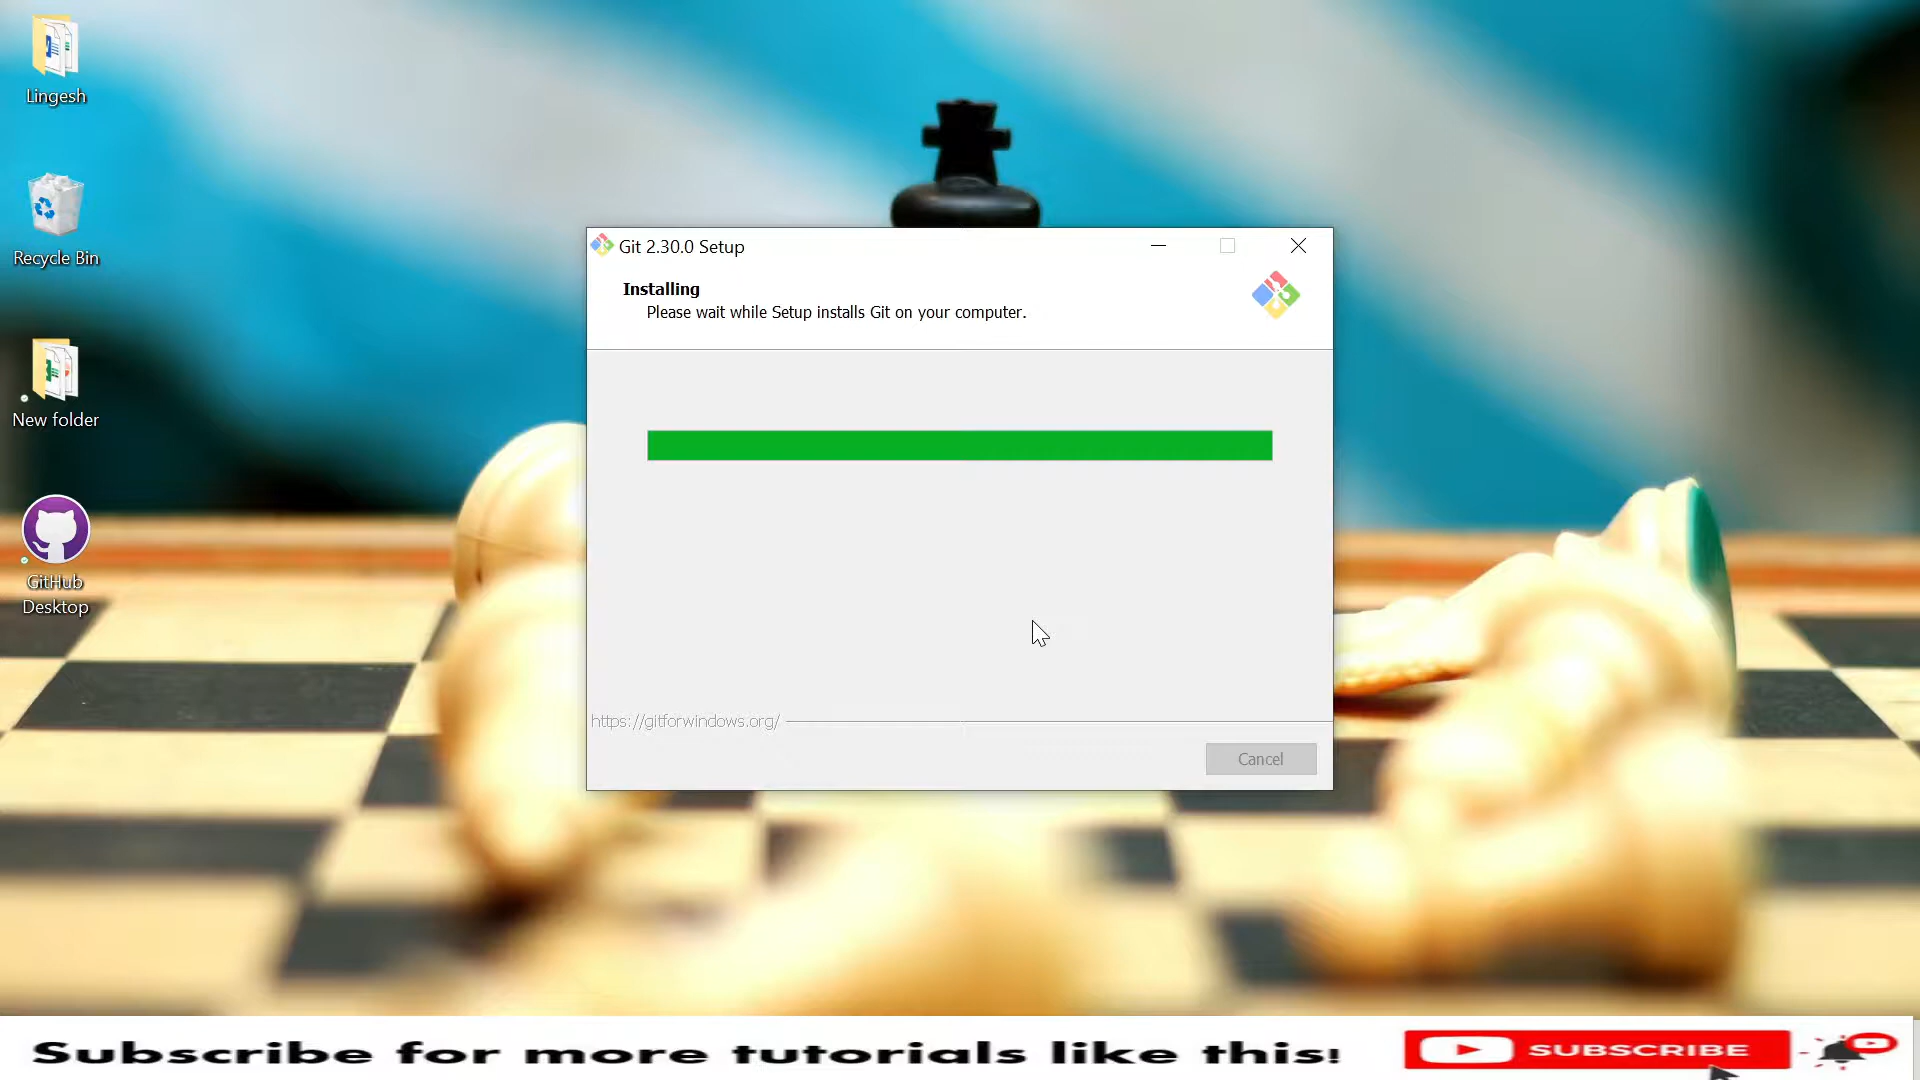 Lingesh
Recycle Bin
New folder
GitHub
Desktop
Git 2.30.0 Setup
Installing
Please wait while Setup installs Git on your computer.
https://gitforwindows.org/
Cancel
Subscribe for more tutorials like this!
SUBSCRIBE